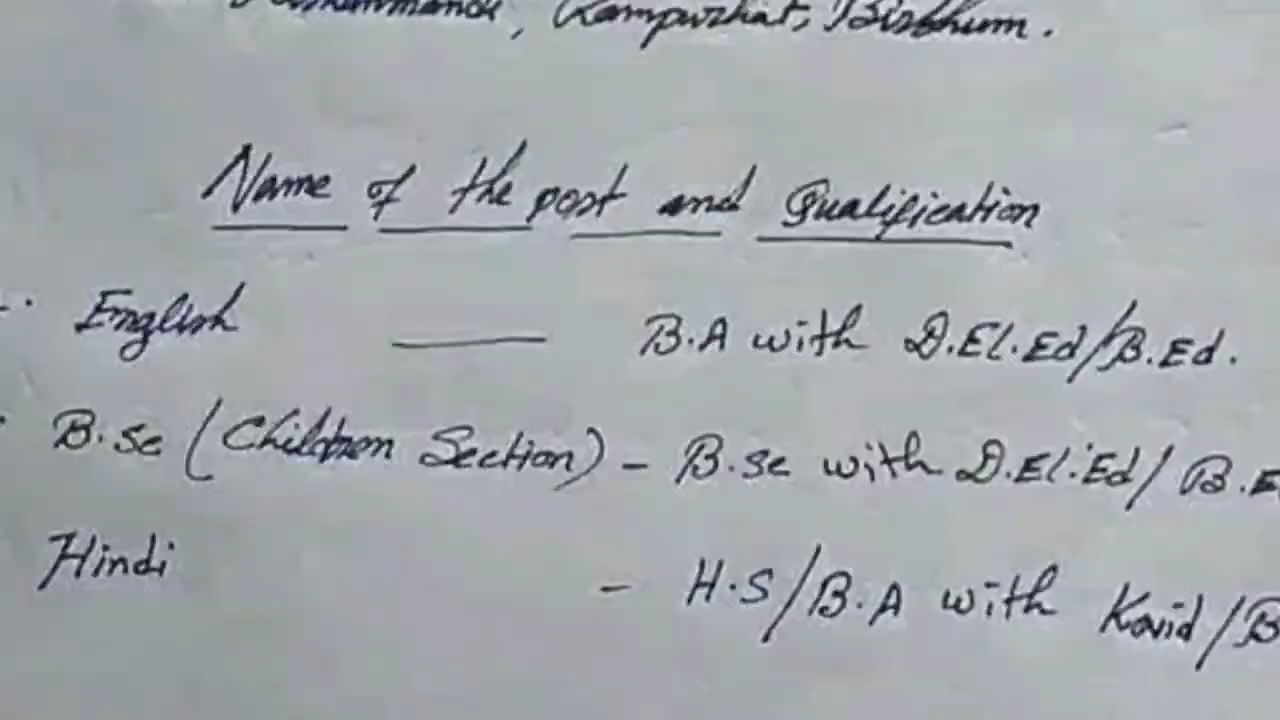 Rampurhat, Birbhum.
Name of the post and Qualification
English — B.A with D.El.Ed/B.Ed.
B.Sc (Children Section) - B.Sc with D.El.Ed/ B.E
Hindi - H.S/B.A with Kovid/B